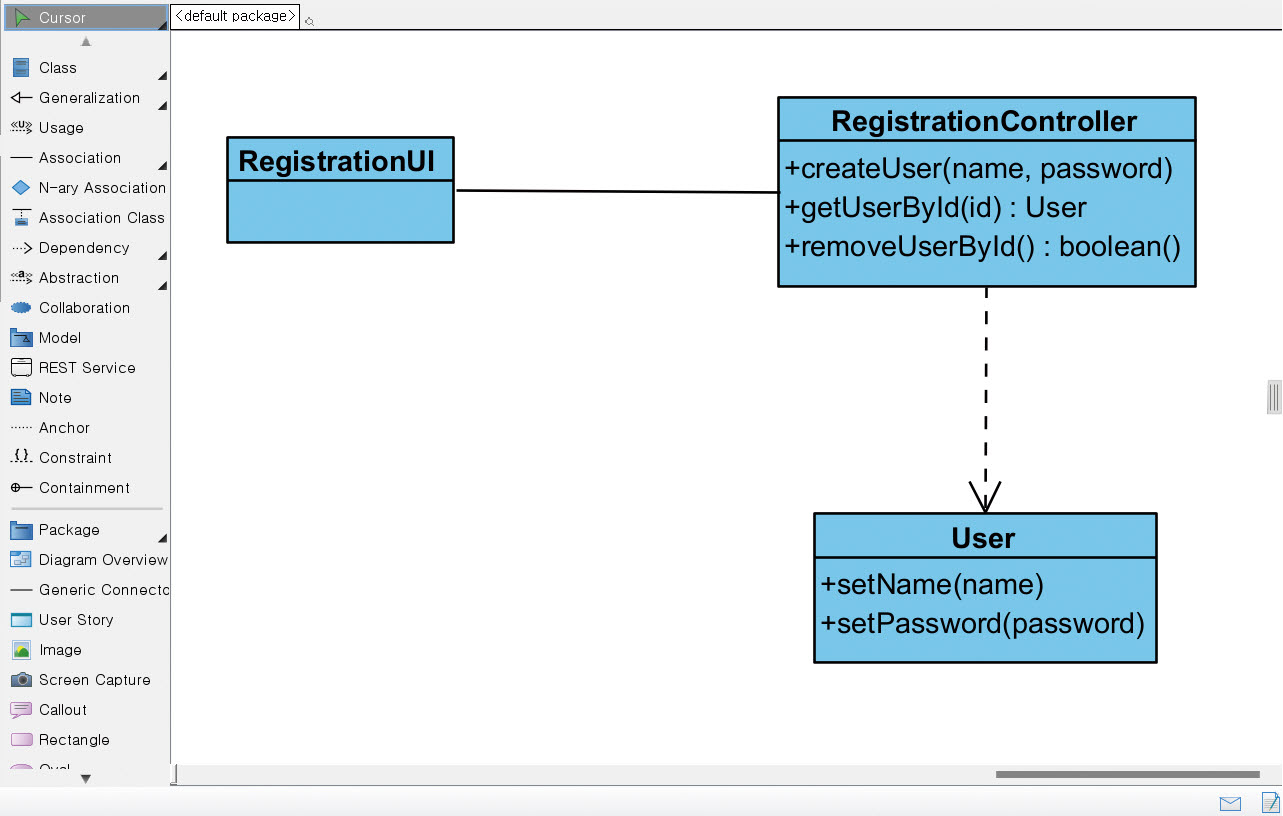 Cursor
<default package>
Class
Generalization
Usage
Association
N-ary Association
Association Class
Dependency
Abstraction
Collaboration
Model
REST Service
Note
Anchor
Constraint
Containment
Package
Diagram Overview
Generic Connecto
User Story
Image
Screen Capture
Callout
Rectangle
Oval
RegistrationUI
RegistrationController
+createUser(name, password)
+getUserById(id) : User
+removeUserById() : boolean()
User
+setName(name)
+setPassword(password)